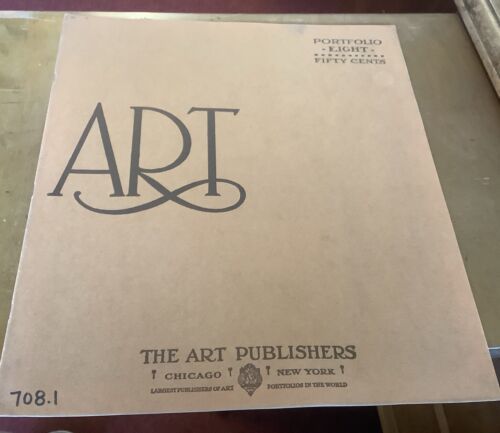 PORTFOLIO
- EIGHT -
FIFTY CENTS
ART
THE ART PUBLISHERS
CHICAGO NEW YORK
LARGEST PUBLISHERS OF ART PORTFOLIOS IN THE WORLD
708.1